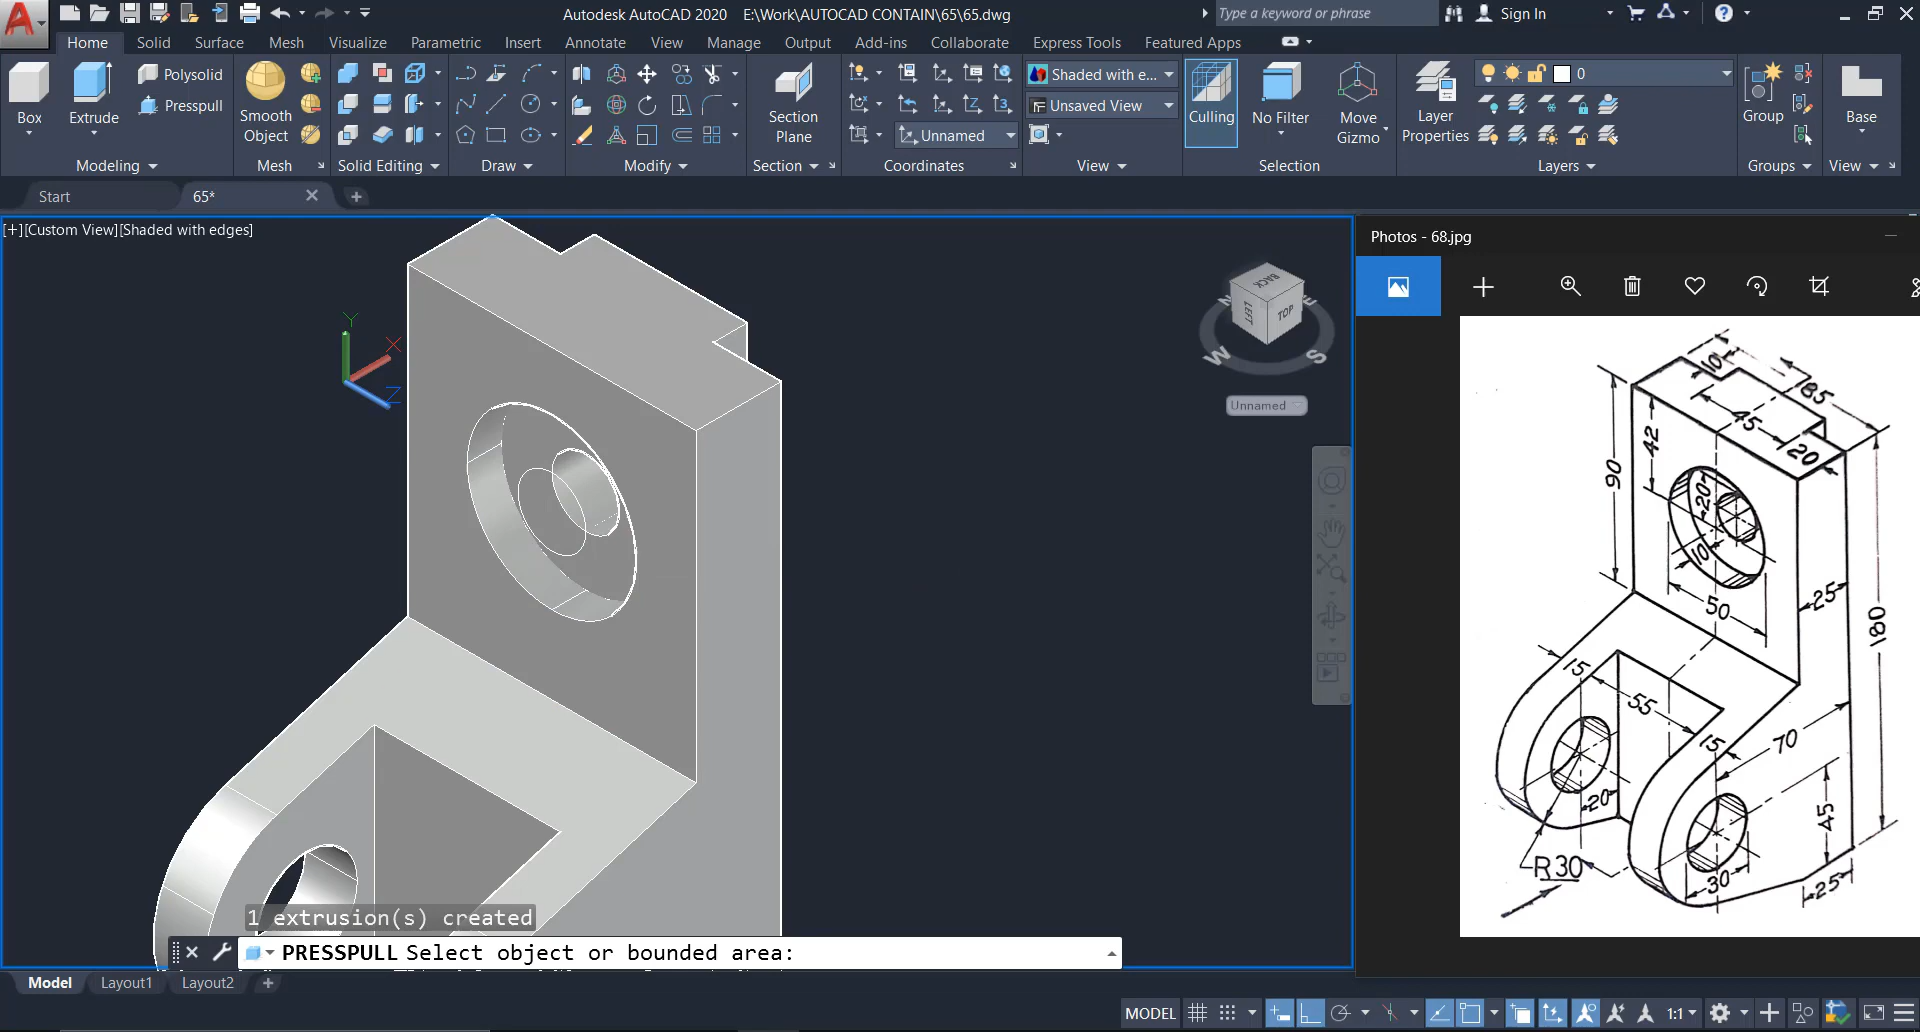 Autodesk AutoCAD 2020 E:\Work\AUTOCAD CONTAIN\65\65.dwg
Type a keyword or phrase
Sign In
Home Solid Surface Mesh Visualize Parametric Insert Annotate View Manage Output Add-ins Collaborate Express Tools Featured Apps
Box
Extrude
Polysolid
Presspull
Smooth
Object
Section
Plane
Unnamed
Shaded with e...
Unsaved View
Culling
No Filter
Move
Gizmo
Layer
Properties
0
Group
Base
Modeling
Mesh
Solid Editing
Draw
Modify
Section
Coordinates
View
Selection
Layers
Groups
View
Start
65*
[+][Custom View][Shaded with edges]
Y
X
Z
BACK
LEFT
TOP
N
E
W
S
Unnamed
Photos - 68.jpg
10
85
45
42
20
90
20
10
50
25
180
15
55
15
70
20
45
R30
30
25
1 extrusion(s) created
PRESSPULL Select object or bounded area:
Model Layout1 Layout2
MODEL
1:1